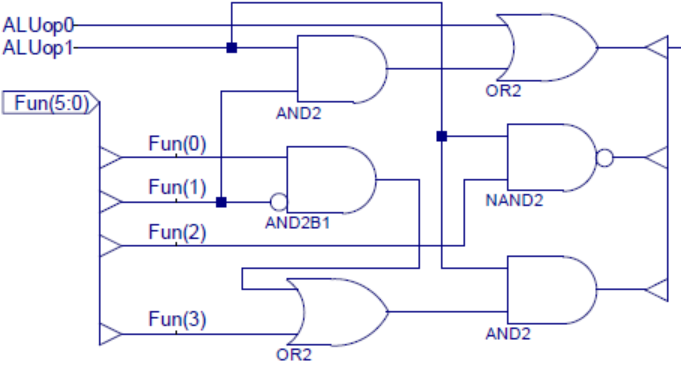 ALUop0
ALUop1
Fun(5:0)
AND2
OR2
Fun(0)
Fun(1)
AND2B1
NAND2
Fun(2)
Fun(3)
OR2
AND2